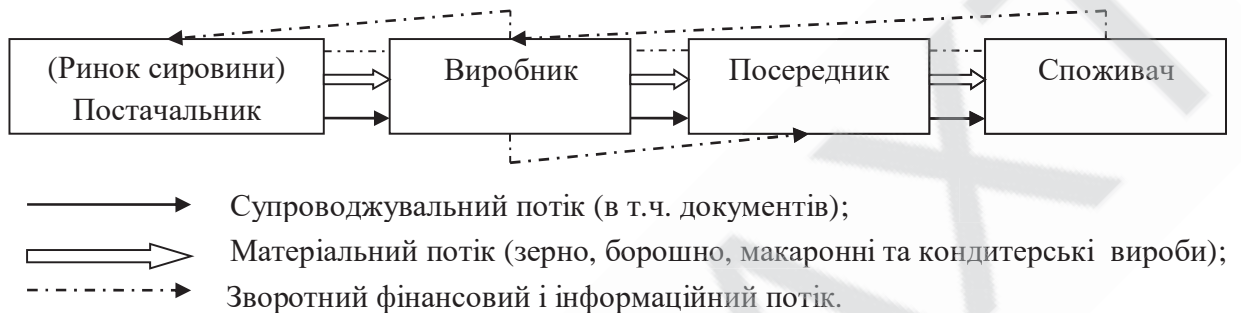 (Ринок сировини)
Постачальник
Виробник
Посередник
Споживач
Супроводжувальний потік (в т.ч. документів);
Матеріальний потік (зерно, борошно, макаронні та кондитерські вироби);
Зворотний фінансовий і інформаційний потік.